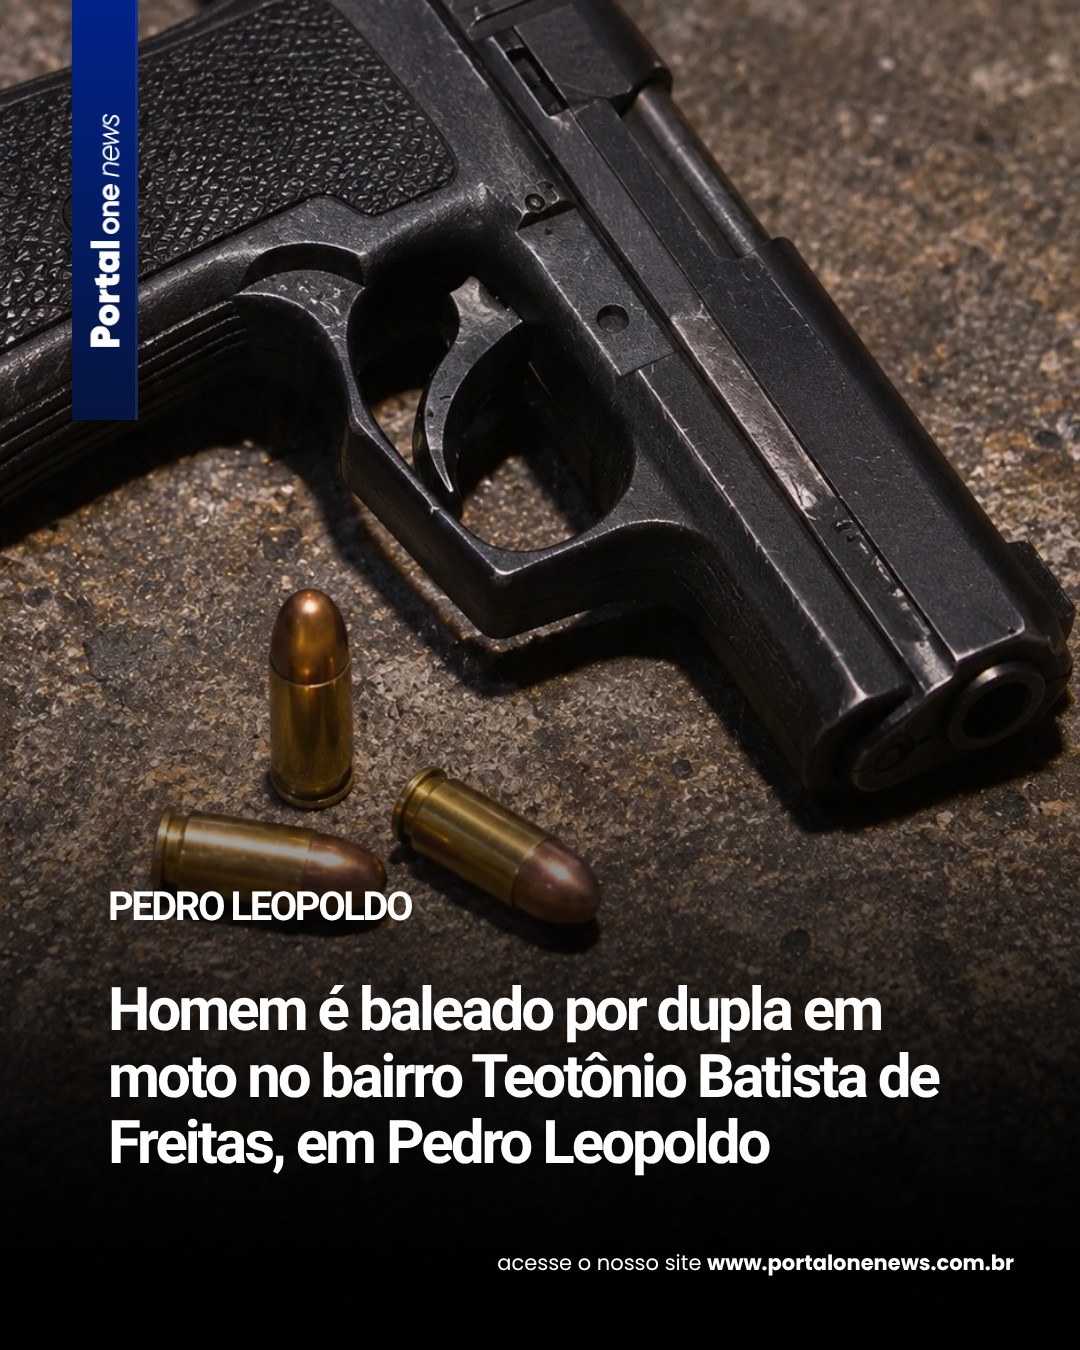 Portal one news
PEDRO LEOPOLDO
Homem é baleado por dupla em
moto no bairro Teotônio Batista de
Freitas, em Pedro Leopoldo
acesse o nosso site www.portalonenews.com.br